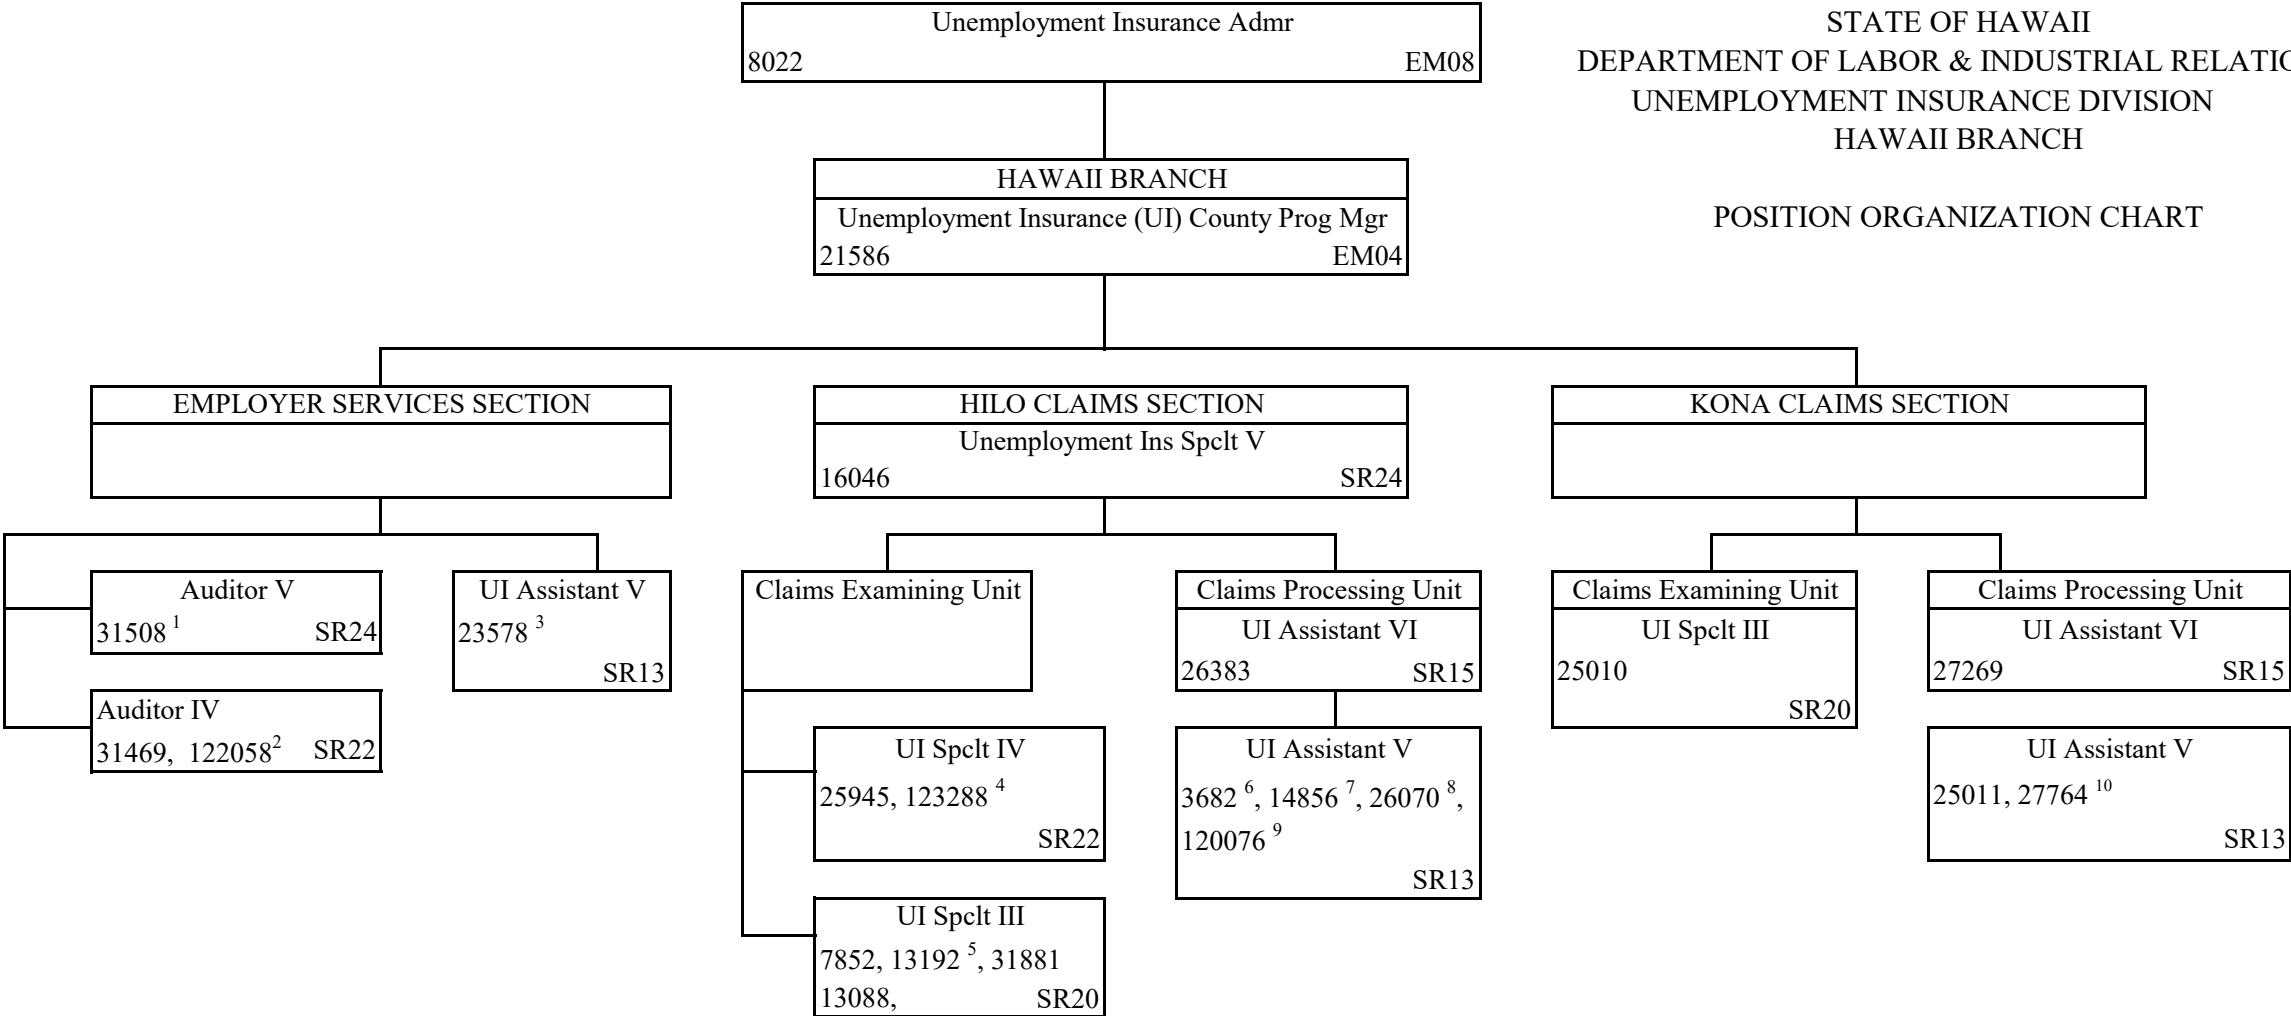 Unemployment Insurance Admr
8022 EM08
STATE OF HAWAII
DEPARTMENT OF LABOR & INDUSTRIAL RELATIO
UNEMPLOYMENT INSURANCE DIVISION
HAWAII BRANCH
POSITION ORGANIZATION CHART
HAWAII BRANCH
Unemployment Insurance (UI) County Prog Mgr
21586 EM04
EMPLOYER SERVICES SECTION
Auditor V
31508 1 SR24
Auditor IV
31469, 122058 2 SR22
UI Assistant V
23578 3
SR13
HILO CLAIMS SECTION
Unemployment Ins Spclt V
16046 SR24
Claims Examining Unit
UI Spclt IV
25945, 123288 4
SR22
UI Spclt III
7852, 13192 5, 31881
13088, SR20
Claims Processing Unit
UI Assistant VI
26383 SR15
UI Assistant V
3682 6, 14856 7, 26070 8,
120076 9
SR13
KONA CLAIMS SECTION
Claims Examining Unit
UI Spclt III
25010
SR20
Claims Processing Unit
UI Assistant VI
27269 SR15
UI Assistant V
25011, 27764 10
SR13